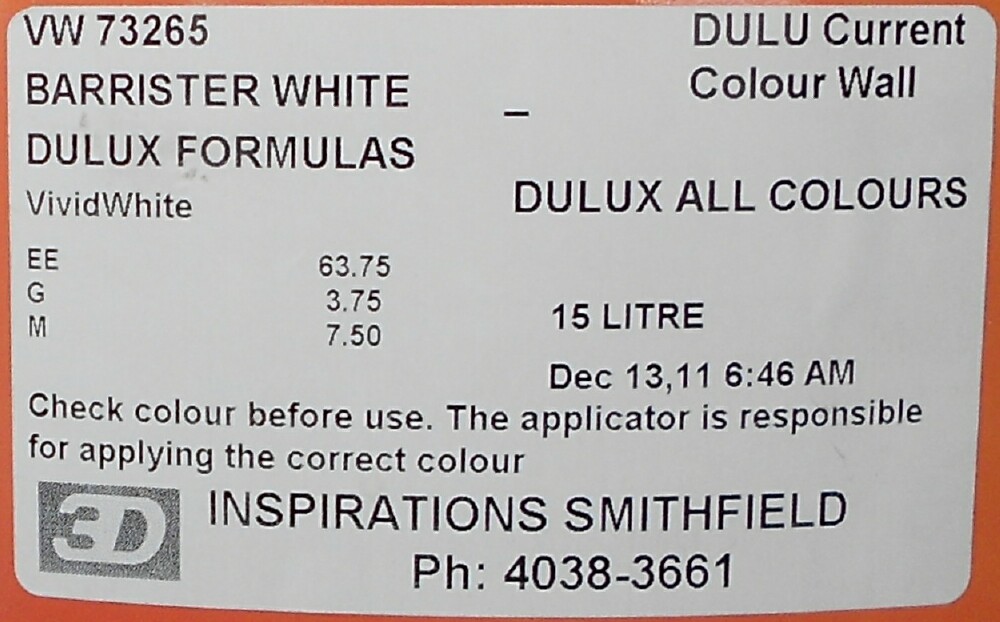 VW 73265
DULU Current
Colour Wall
BARRISTER WHITE _
DULUX FORMULAS
VividWhite
DULUX ALL COLOURS
EE 63.75
G 3.75
M 7.50
15 LITRE
Dec 13,11 6:46 AM
Check colour before use. The applicator is responsible
for applying the correct colour
3D
INSPIRATIONS SMITHFIELD
Ph: 4038-3661